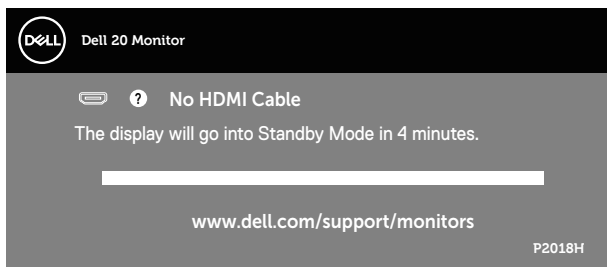 DELL
Dell 20 Monitor
? No HDMI Cable
The display will go into Standby Mode in 4 minutes.
www.dell.com/support/monitors
P2018H